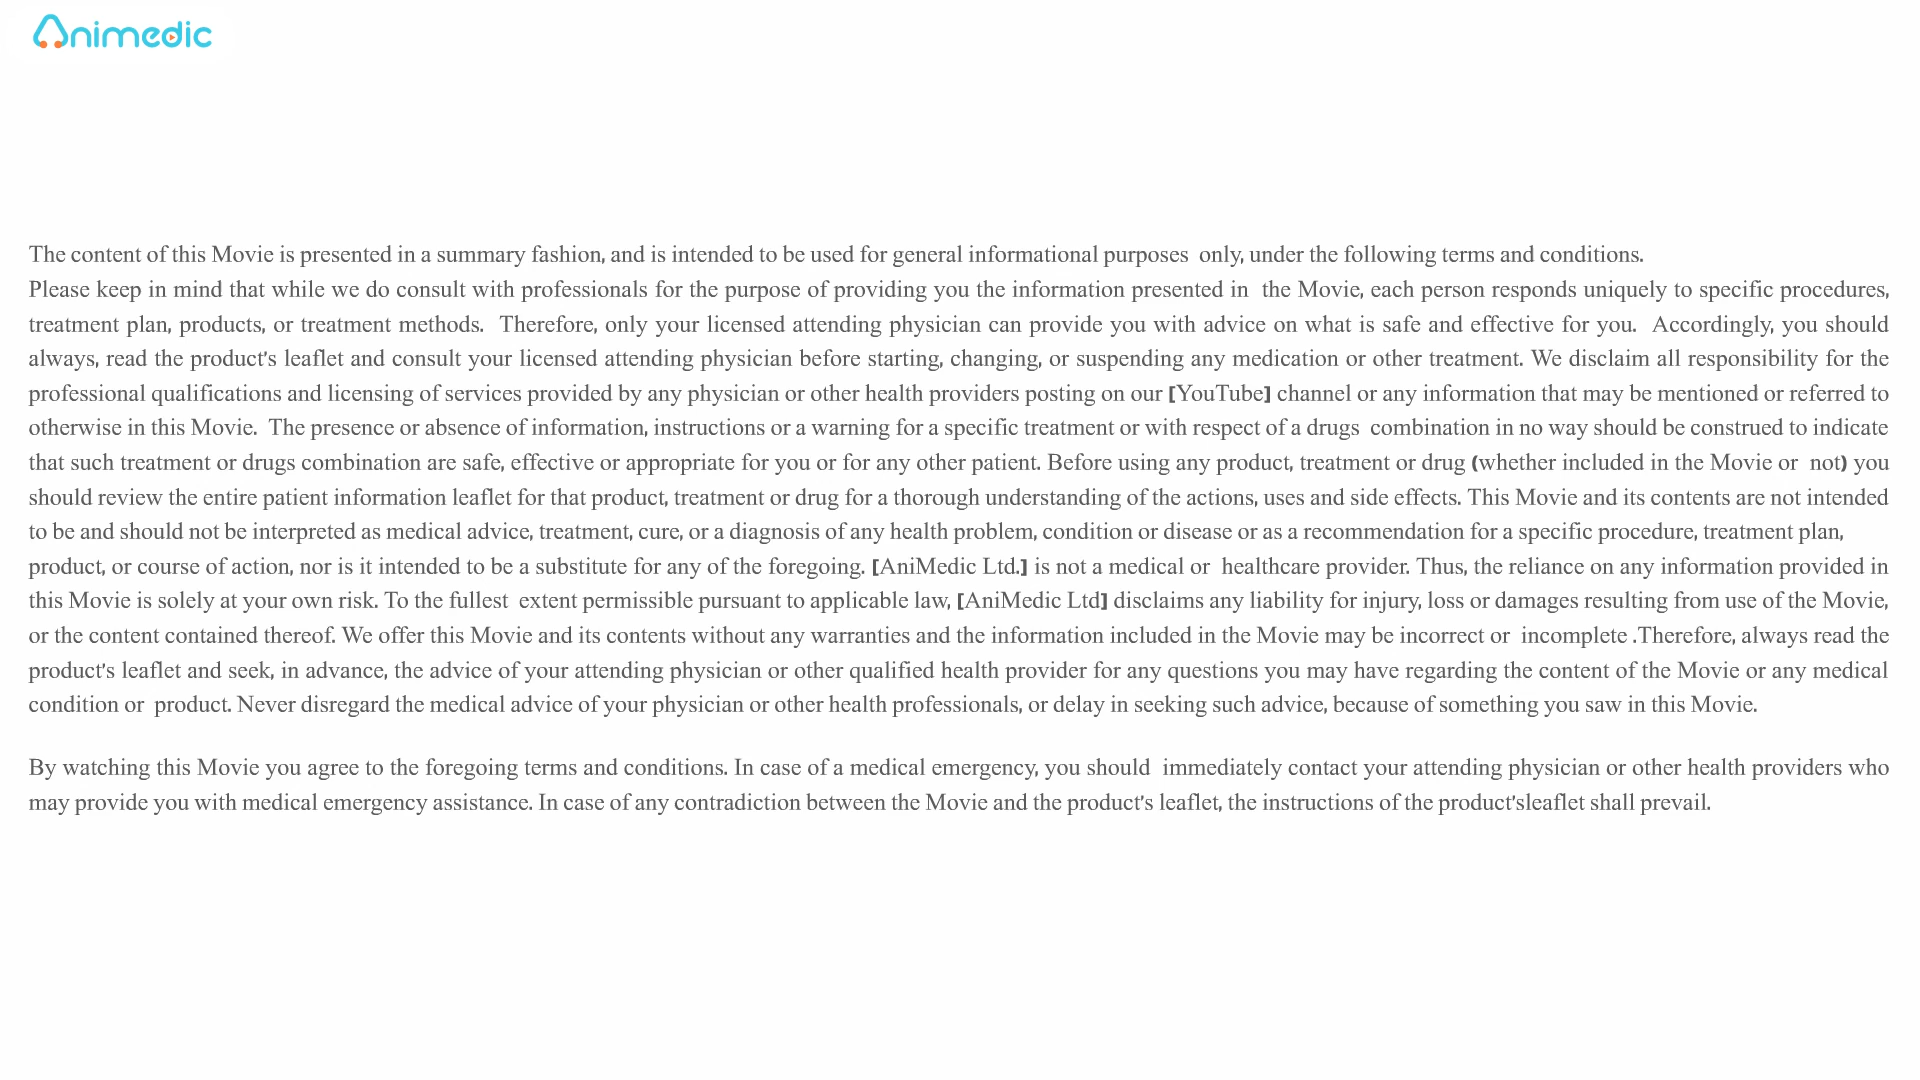 Animedic
The content of this Movie is presented in a summary fashion, and is intended to be used for general informational purposes only, under the following terms and conditions.
Please keep in mind that while we do consult with professionals for the purpose of providing you the information presented in the Movie, each person responds uniquely to specific procedures,
treatment plan, products, or treatment methods. Therefore, only your licensed attending physician can provide you with advice on what is safe and effective for you. Accordingly, you should
always, read the product's leaflet and consult your licensed attending physician before starting, changing, or suspending any medication or other treatment. We disclaim all responsibility for the
professional qualifications and licensing of services provided by any physician or other health providers posting on our [YouTube] channel or any information that may be mentioned or referred to
otherwise in this Movie. The presence or absence of information, instructions or a warning for a specific treatment or with respect of a drugs combination in no way should be construed to indicate
that such treatment or drugs combination are safe, effective or appropriate for you or for any other patient. Before using any product, treatment or drug (whether included in the Movie or not) you
should review the entire patient information leaflet for that product, treatment or drug for a thorough understanding of the actions, uses and side effects. This Movie and its contents are not intended
to be and should not be interpreted as medical advice, treatment, cure, or a diagnosis of any health problem, condition or disease or as a recommendation for a specific procedure, treatment plan,
product, or course of action, nor is it intended to be a substitute for any of the foregoing. [AniMedic Ltd.] is not a medical or healthcare provider. Thus, the reliance on any information provided in
this Movie is solely at your own risk. To the fullest extent permissible pursuant to applicable law, [AniMedic Ltd] disclaims any liability for injury, loss or damages resulting from use of the Movie,
or the content contained thereof. We offer this Movie and its contents without any warranties and the information included in the Movie may be incorrect or incomplete .Therefore, always read the
product's leaflet and seek, in advance, the advice of your attending physician or other qualified health provider for any questions you may have regarding the content of the Movie or any medical
condition or product. Never disregard the medical advice of your physician or other health professionals, or delay in seeking such advice, because of something you saw in this Movie.
By watching this Movie you agree to the foregoing terms and conditions. In case of a medical emergency, you should immediately contact your attending physician or other health providers who
may provide you with medical emergency assistance. In case of any contradiction between the Movie and the product's leaflet, the instructions of the product'sleaflet shall prevail.